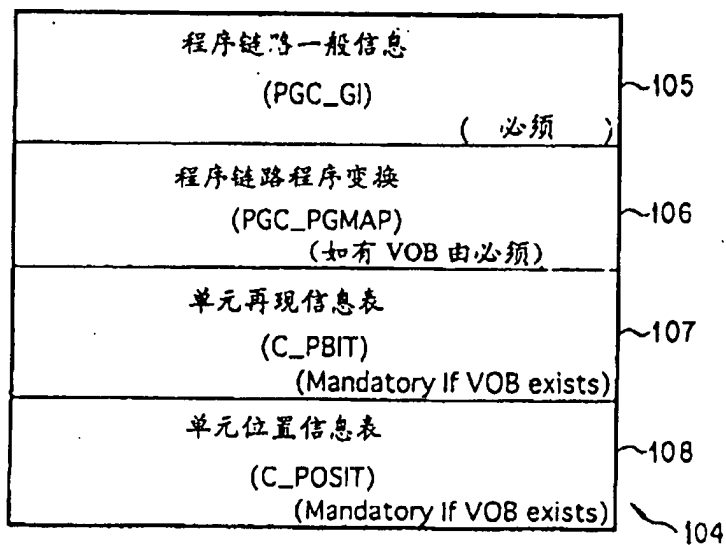 程序链路一般信息
(PGC_GI)
( 必须 )
105
程序链路程序变换
(PGC_PGMAP)
(如有 VOB 由必须)
106
单元再现信息表
(C_PBIT)
(Mandatory If VOB exists)
107
单元位置信息表
(C_POSIT)
(Mandatory If VOB exists)
108
104